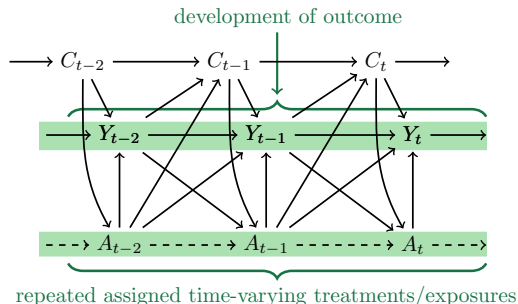 development of outcome
C_{t−2} C_{t−1} C_t
Y_{t−2} Y_{t−1} Y_t
A_{t−2} A_{t−1} A_t
repeated assigned time-varying treatments/exposures